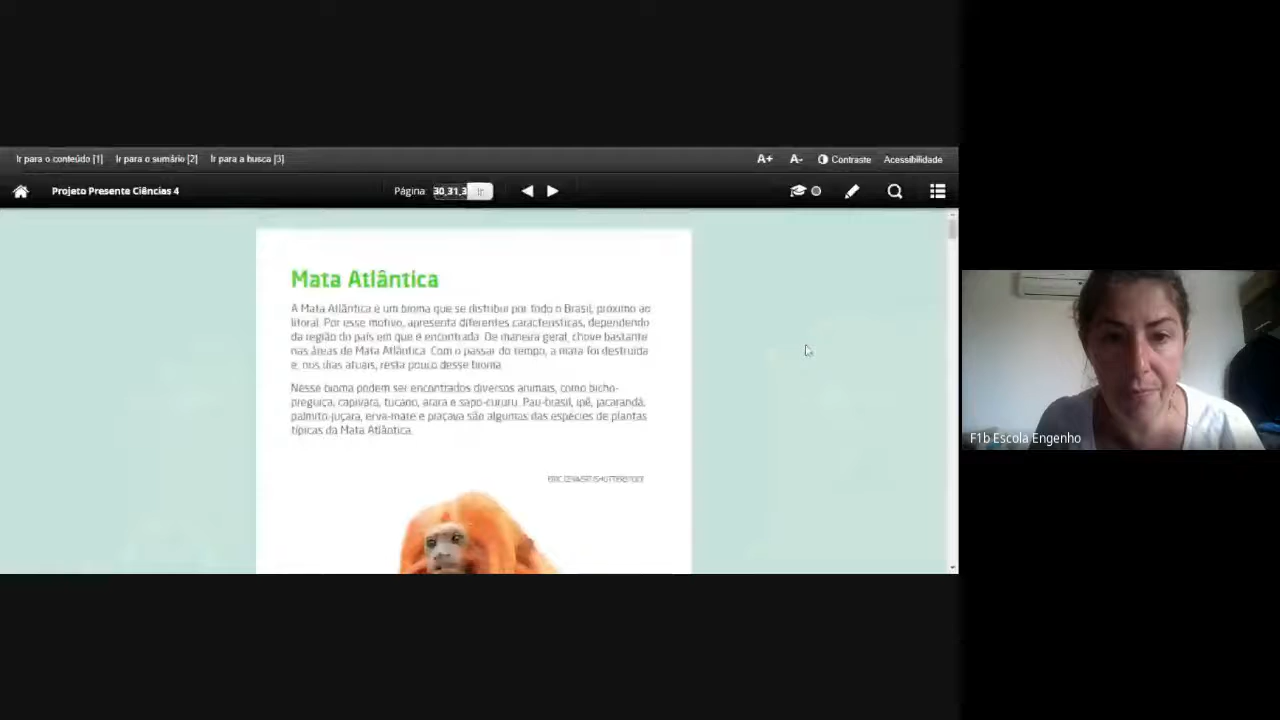 Ir para o conteúdo [1] Ir para o sumário [2] Ir para a busca [3] A+ A- Contraste Acessibilidade
Projeto Presente Ciências 4 Página: 30,31,3 Ir
Mata Atlântica
A Mata Atlântica é um bioma que se distribui por todo o Brasil, próximo ao
litoral. Por esse motivo, apresenta diferentes características, dependendo
da região do país em que é encontrada. De maneira geral, chove bastante
nas áreas de Mata Atlântica. Com o passar do tempo, a mata foi destruída
e, nos dias atuais, resta pouco desse bioma.
Nesse bioma podem ser encontrados diversos animais, como bicho-
preguiça, capivara, tucano, arara e sapo-cururu. Pau-brasil, ipê, jacarandá,
palmito-juçara, erva-mate e piaçava são algumas das espécies de plantas
típicas da Mata Atlântica.
F1b Escola Engenho